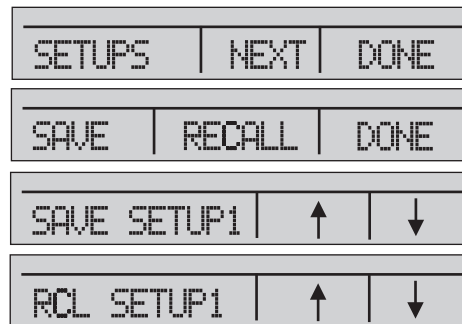 SETUPS NEXT DONE
SAVE RECALL DONE
SAVE SETUP1 ↑ ↓
RCL SETUP1 ↑ ↓